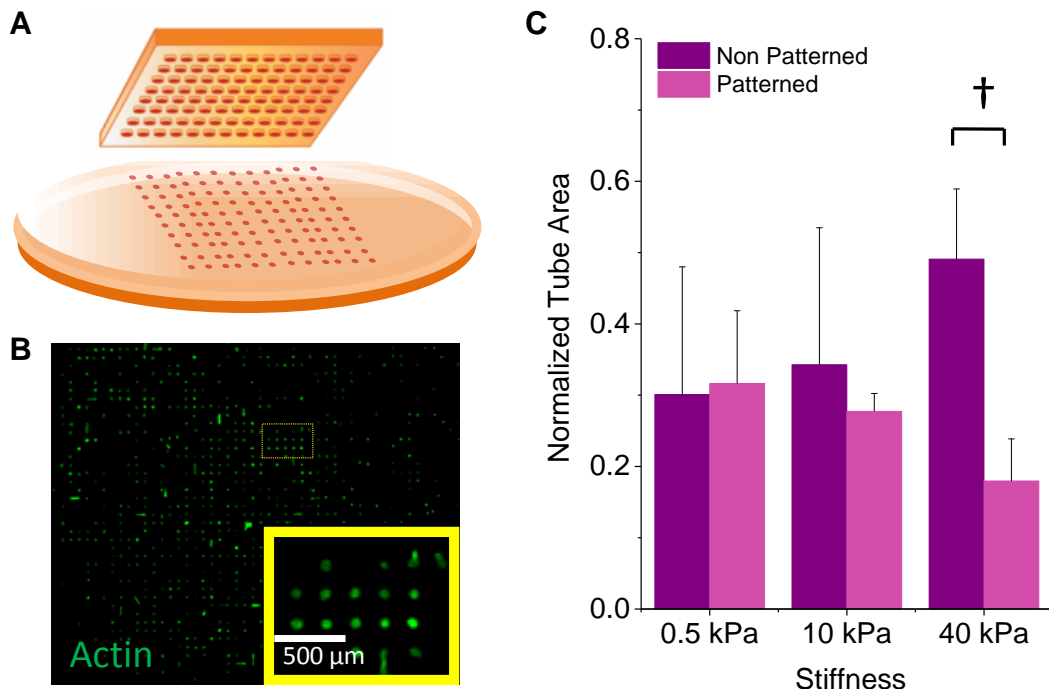 A
B
Actin
500 µm
C
Non Patterned
Patterned
†
Normalized Tube Area
0.8
0.6
0.4
0.2
0.0
0.5 kPa
10 kPa
40 kPa
Stiffness